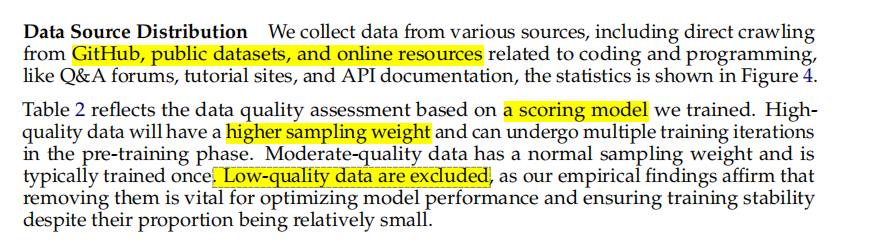 Data Source Distribution We collect data from various sources, including direct crawling
from GitHub, public datasets, and online resources related to coding and programming,
like Q&A forums, tutorial sites, and API documentation, the statistics is shown in Figure 4.
Table 2 reflects the data quality assessment based on a scoring model we trained. High-
quality data will have a higher sampling weight and can undergo multiple training iterations
in the pre-training phase. Moderate-quality data has a normal sampling weight and is
typically trained once. Low-quality data are excluded, as our empirical findings affirm that
removing them is vital for optimizing model performance and ensuring training stability
despite their proportion being relatively small.